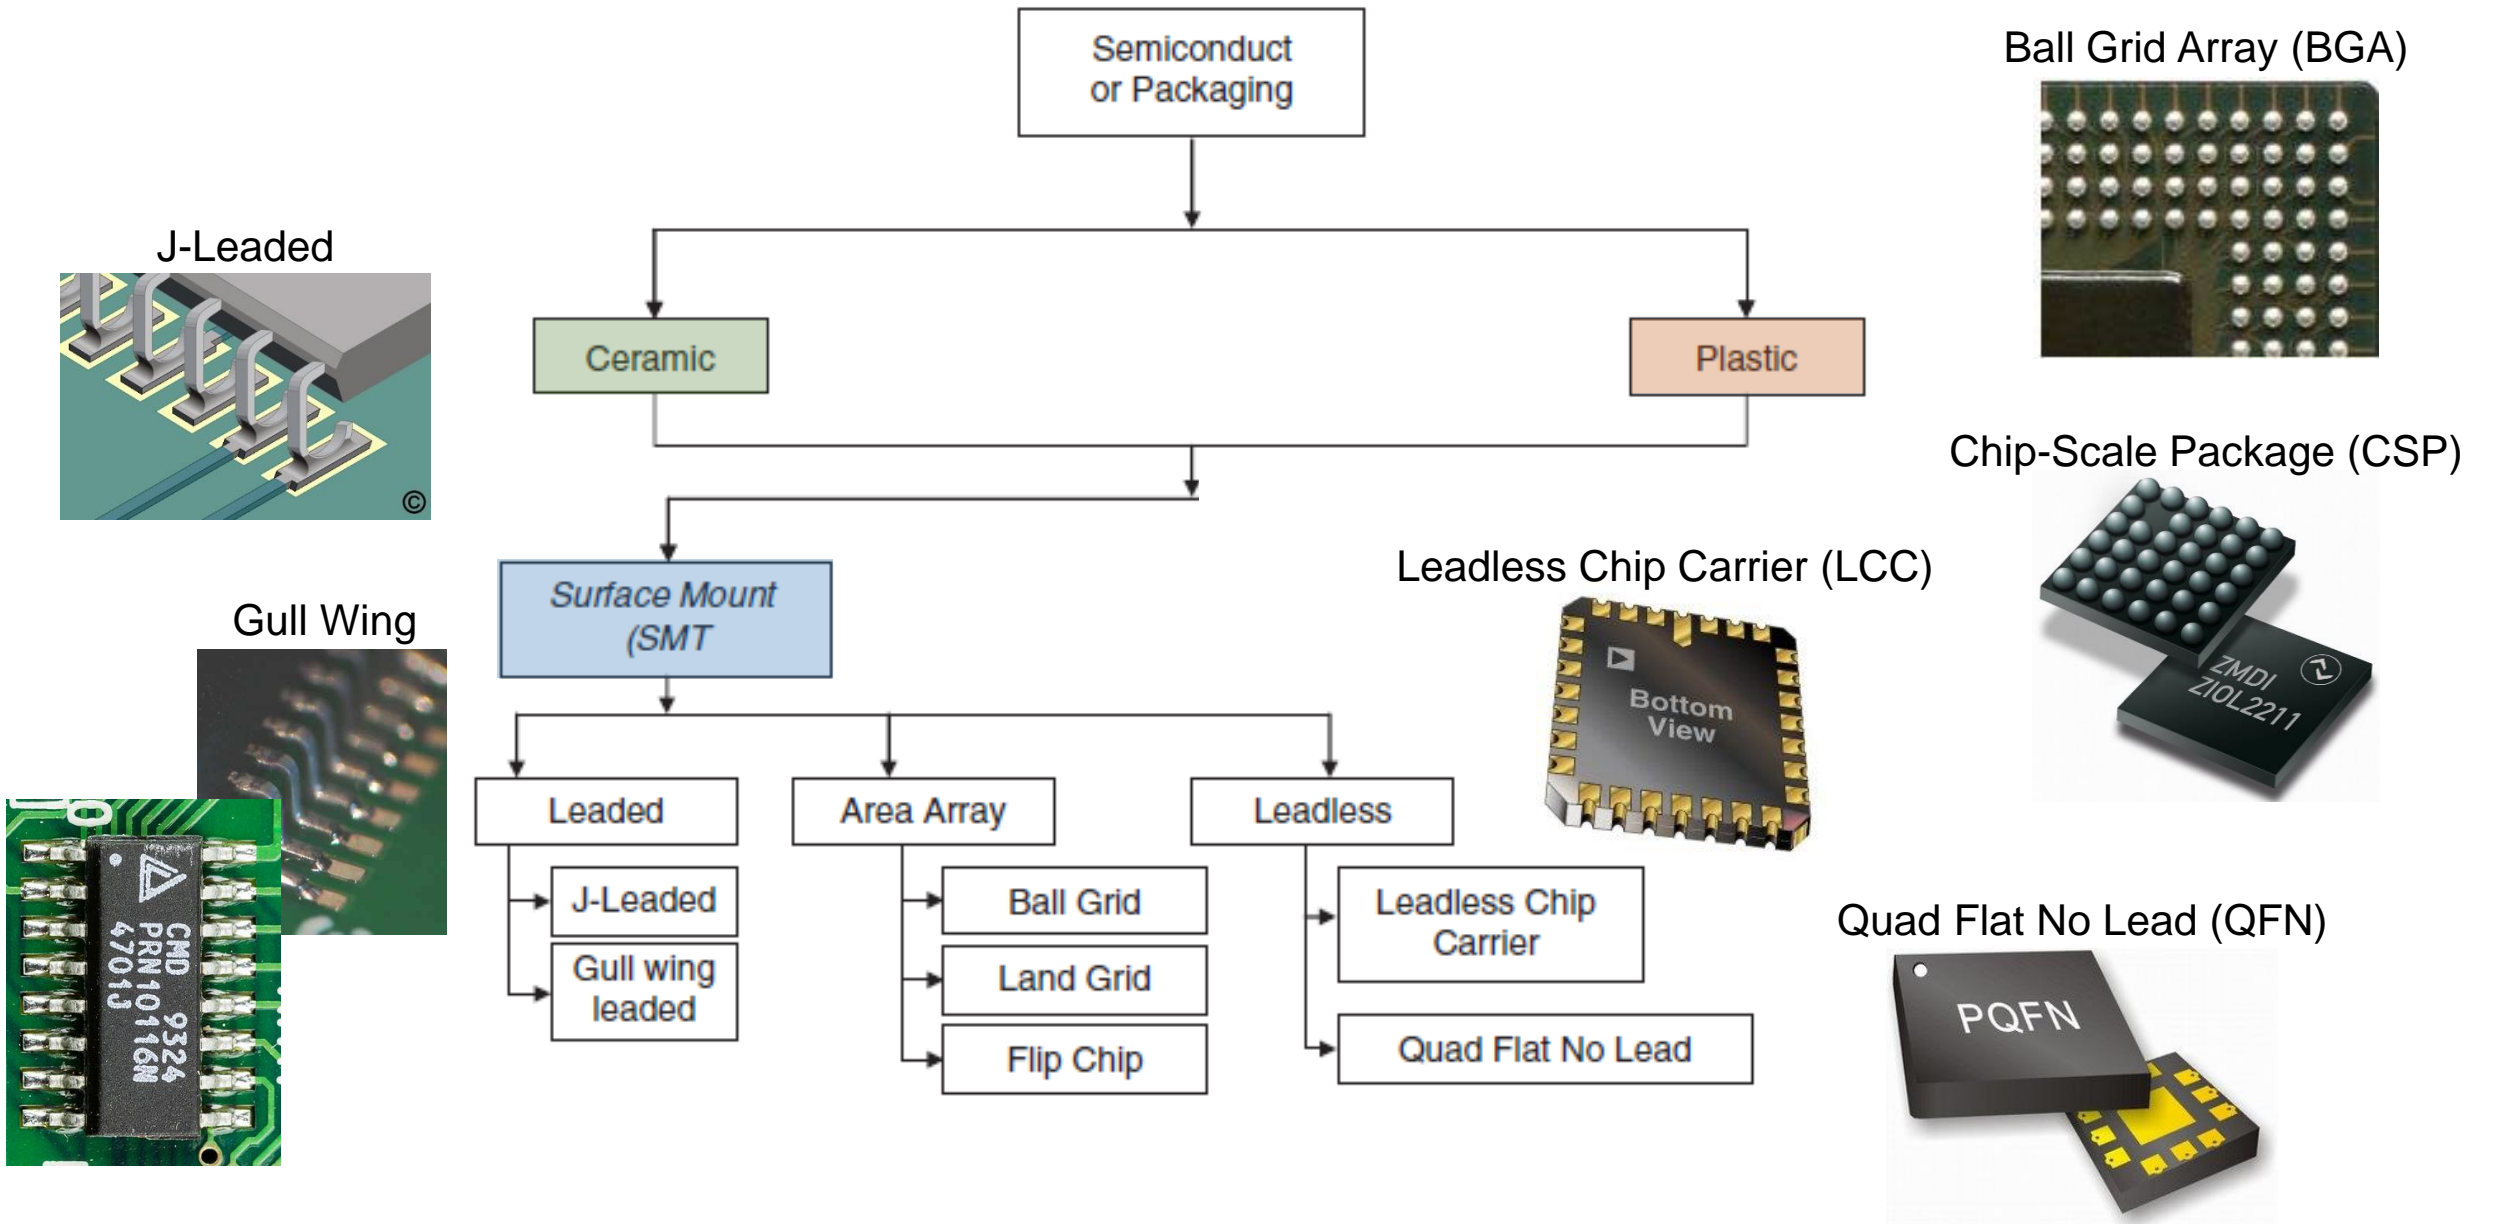 Semiconduct
or Packaging
Ball Grid Array (BGA)
J-Leaded
©
Ceramic
Plastic
Chip-Scale Package (CSP)
ZMDI
ZIOL2211
Surface Mount
(SMT
Leadless Chip Carrier (LCC)
Bottom
View
Gull Wing
CMD 9324
PRN10116N
4701J
Leaded
Area Array
Leadless
J-Leaded
Gull wing
leaded
Ball Grid
Land Grid
Flip Chip
Leadless Chip
Carrier
Quad Flat No Lead
Quad Flat No Lead (QFN)
PQFN